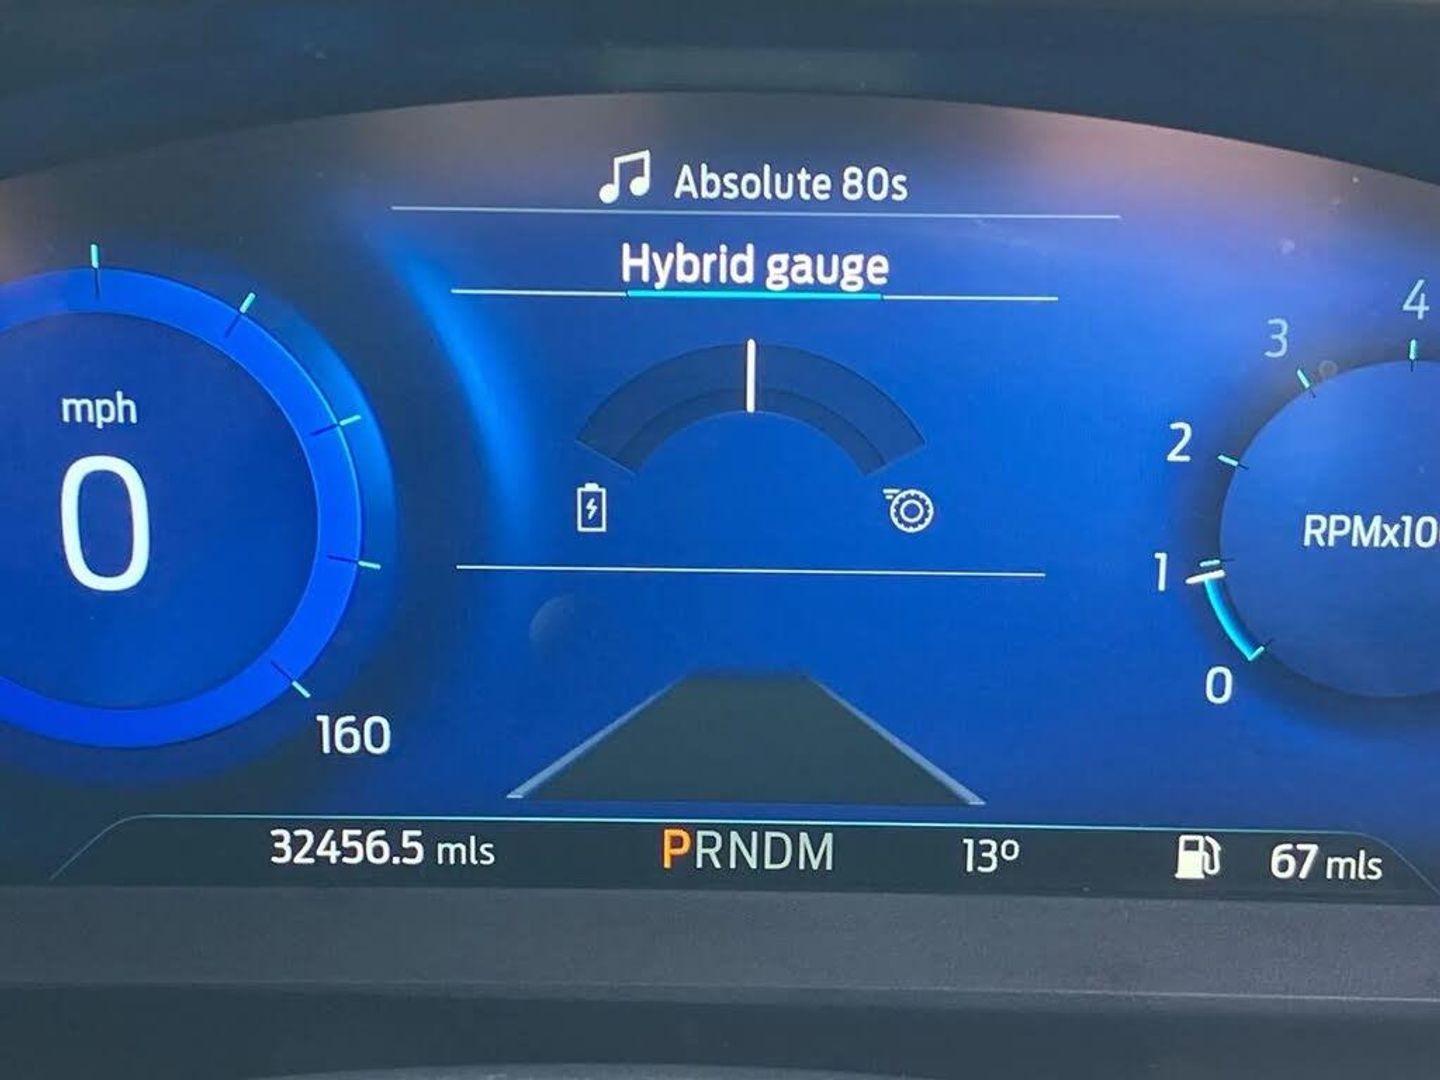 Absolute 80s
Hybrid gauge
mph
0
160
4
3
2
1
0
RPMx10
32456.5 mls
PRNDM
13º
67 mls